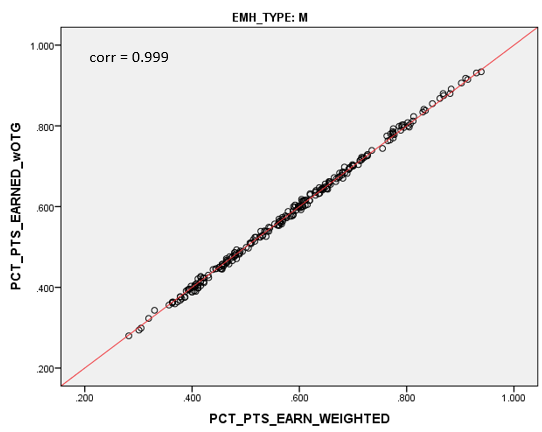 EMH_TYPE: M
corr = 0.999
PCT_PTS_EARNED_wOTG
1.000
.800
.600
.400
.200
.200 .400 .600 .800 1.000
PCT_PTS_EARN_WEIGHTED